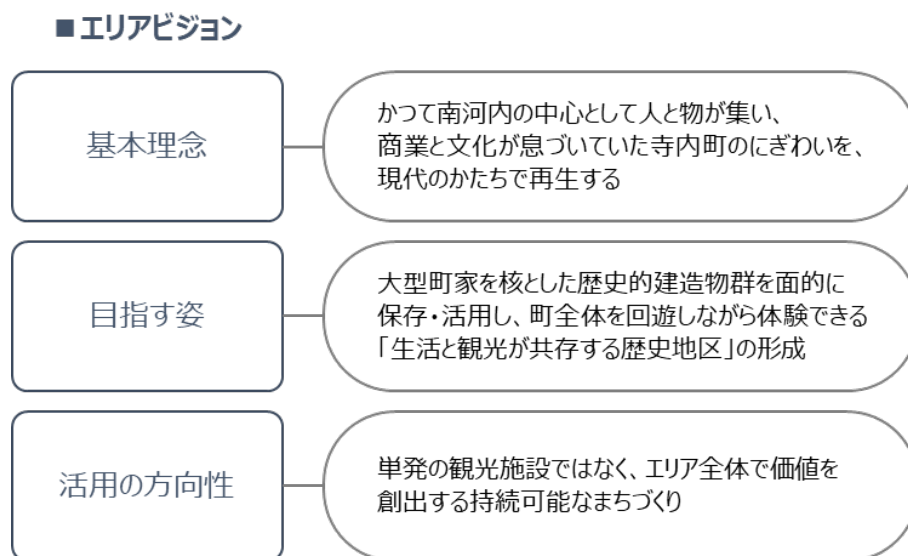 ■エリアビジョン
基本理念
かつて南河内の中心として人と物が集い、
商業と文化が息づいていた寺内町のにぎわいを、
現代のかたちで再生する
目指す姿
大型町家を核とした歴史的建造物群を面的に
保存・活用し、町全体を回遊しながら体験できる
「生活と観光が共存する歴史地区」の形成
活用の方向性
単発の観光施設ではなく、エリア全体で価値を
創出する持続可能なまちづくり